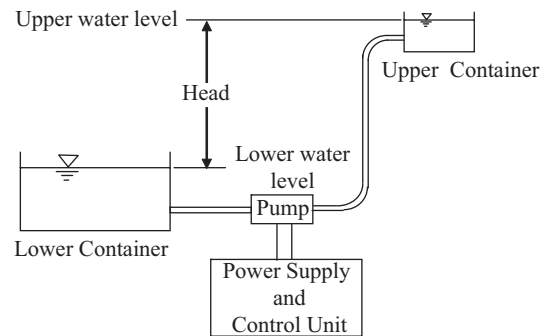 Upper water level
Upper Container
Head
Lower water
level
Pump
Lower Container
Power Supply
and
Control Unit